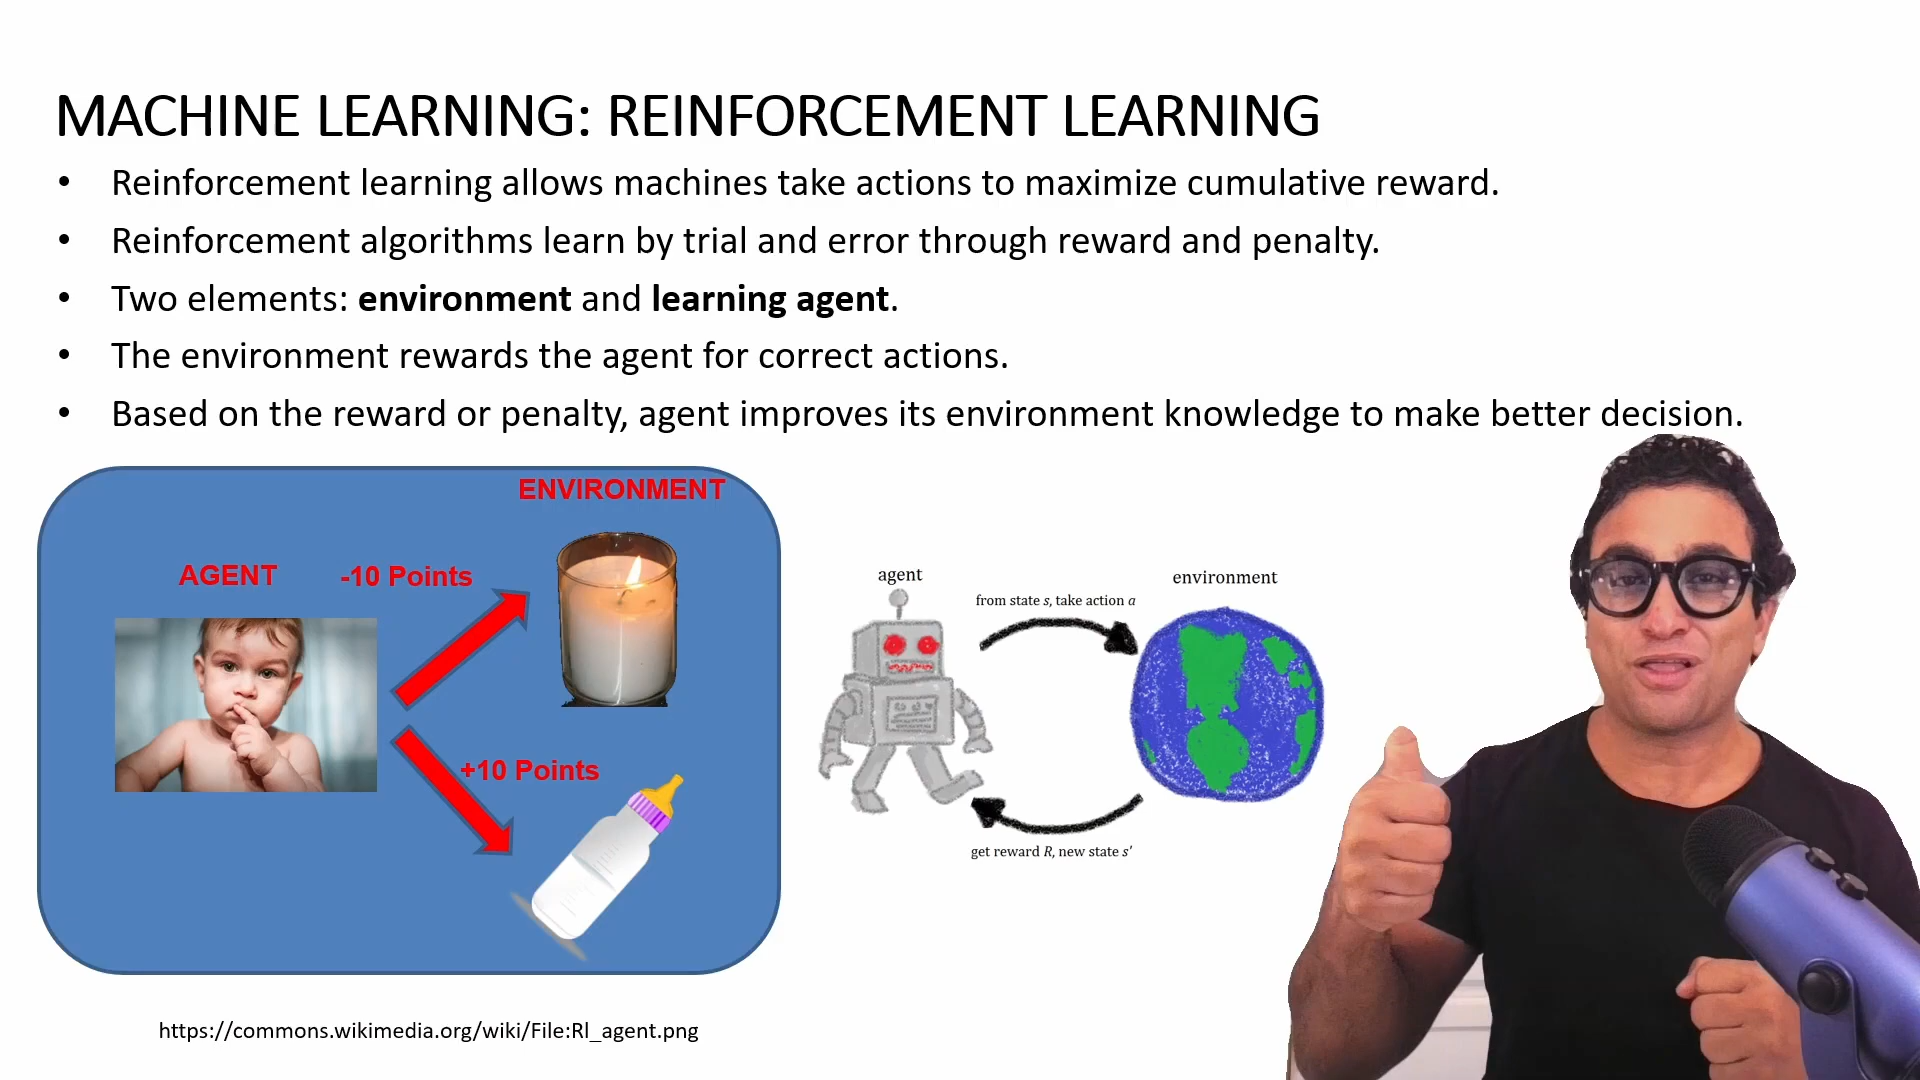 MACHINE LEARNING: REINFORCEMENT LEARNING
• Reinforcement learning allows machines take actions to maximize cumulative reward.
• Reinforcement algorithms learn by trial and error through reward and penalty.
• Two elements: environment and learning agent.
• The environment rewards the agent for correct actions.
• Based on the reward or penalty, agent improves its environment knowledge to make better decision.
ENVIRONMENT
AGENT
-10 Points
+10 Points
agent
environment
from state s, take action a
get reward R, new state s'
https://commons.wikimedia.org/wiki/File:Rl_agent.png